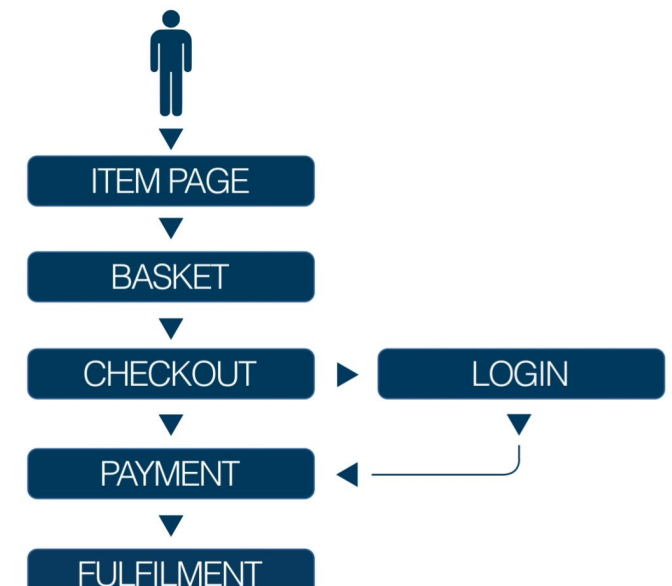 ITEM PAGE
BASKET
CHECKOUT
LOGIN
PAYMENT
FULFILMENT